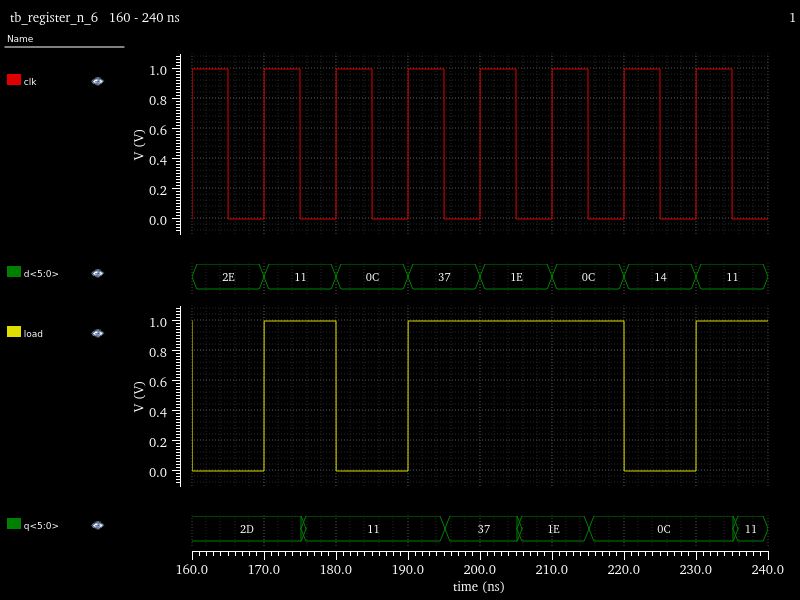 tb_register_n_6 160 - 240 ns 1
Name
clk
V (V)
1.0
0.8
0.6
0.4
0.2
0.0
d<5:0>
2E 11 0C 37 1E 0C 14 11
load
V (V)
1.0
0.8
0.6
0.4
0.2
0.0
q<5:0>
2D 11 37 1E 0C 11
160.0 170.0 180.0 190.0 200.0 210.0 220.0 230.0 240.0
time (ns)